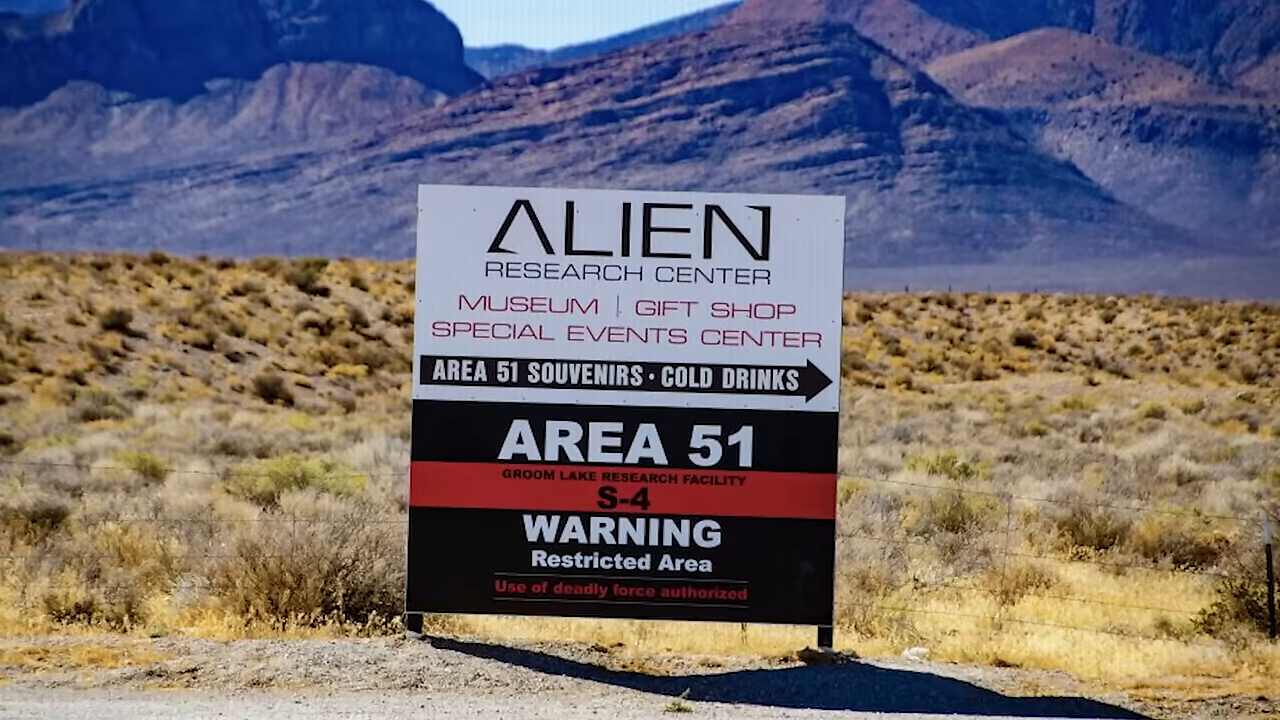 ALIEN
RESEARCH CENTER
MUSEUM | GIFT SHOP
SPECIAL EVENTS CENTER
AREA 51 SOUVENIRS · COLD DRINKS
AREA 51
GROOM LAKE RESEARCH FACILITY
S-4
WARNING
Restricted Area
Use of deadly force authorized